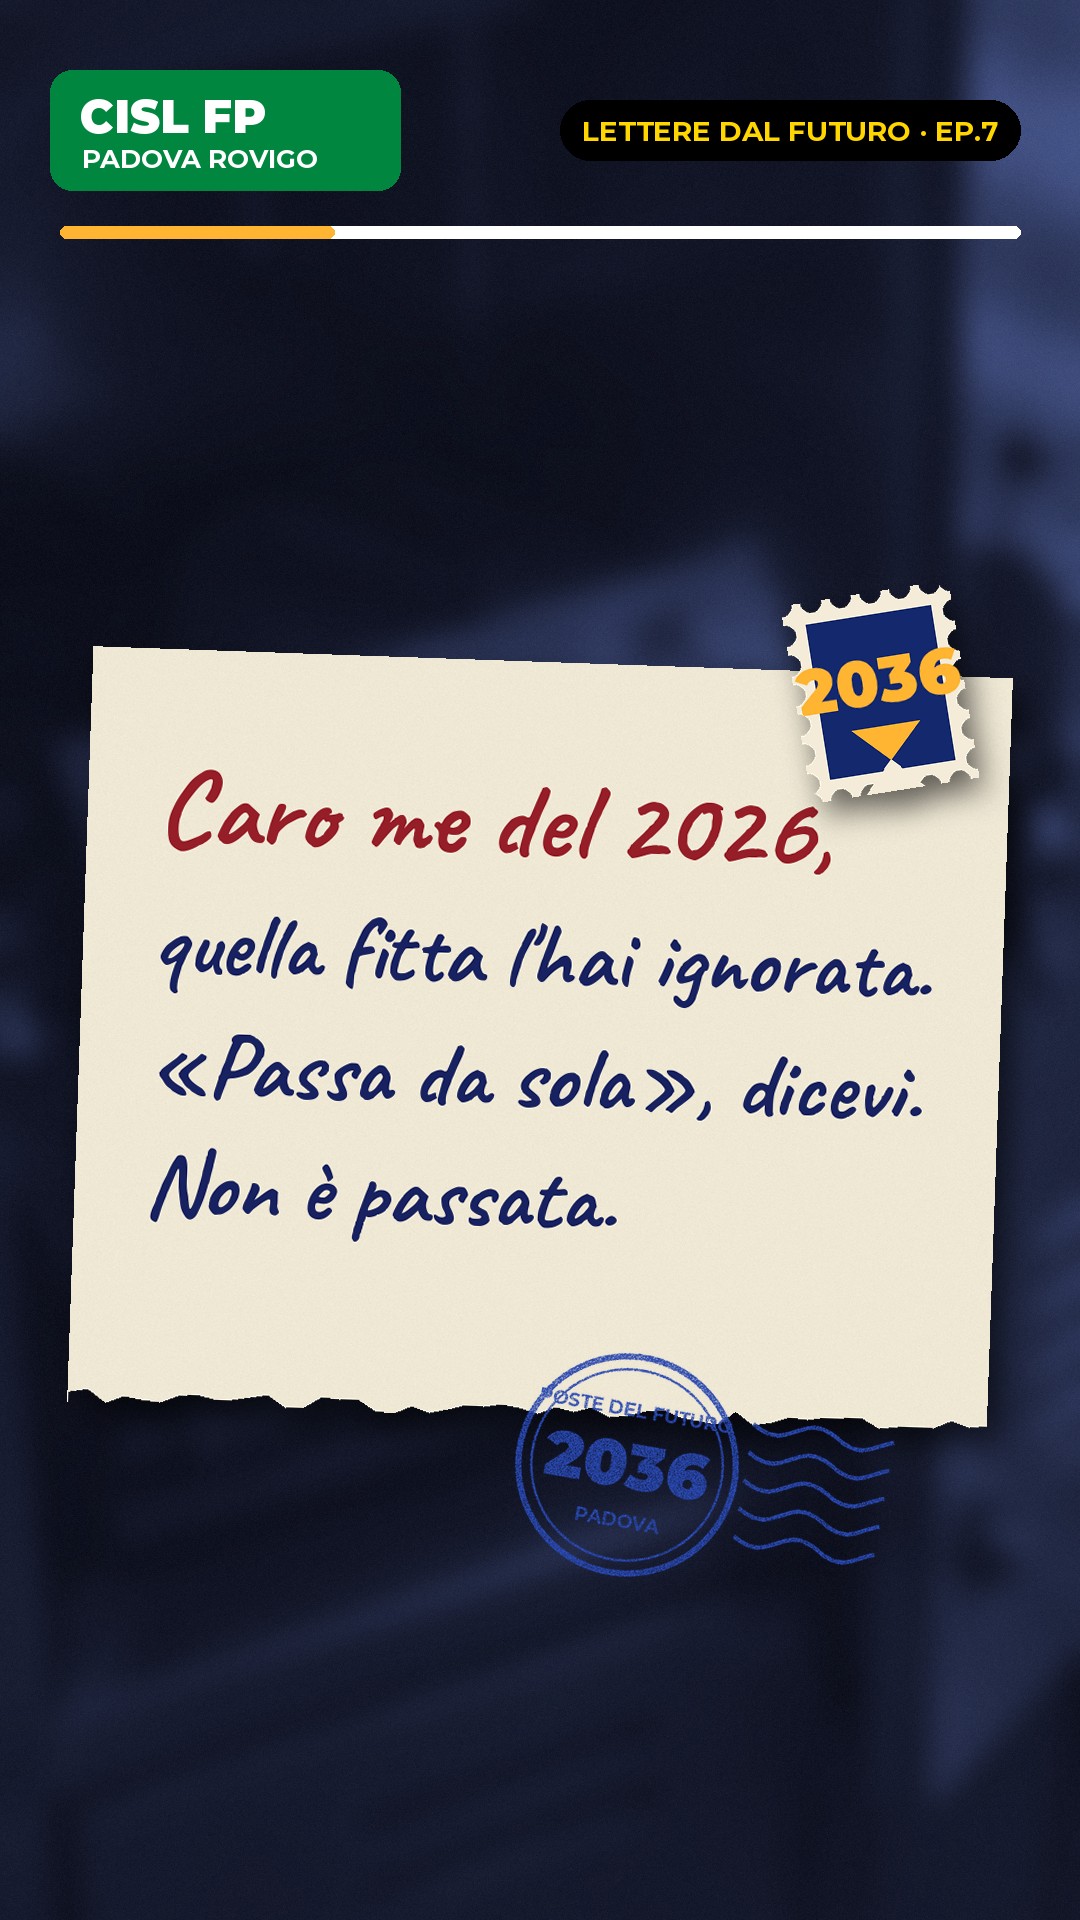 CISL FP
PADOVA ROVIGO
LETTERE DAL FUTURO · EP.7
2036
Caro me del 2026,
quella fitta l'hai ignorata.
«Passa da sola», dicevi.
Non è passata.
POSTE DEL FUTURO
2036
PADOVA